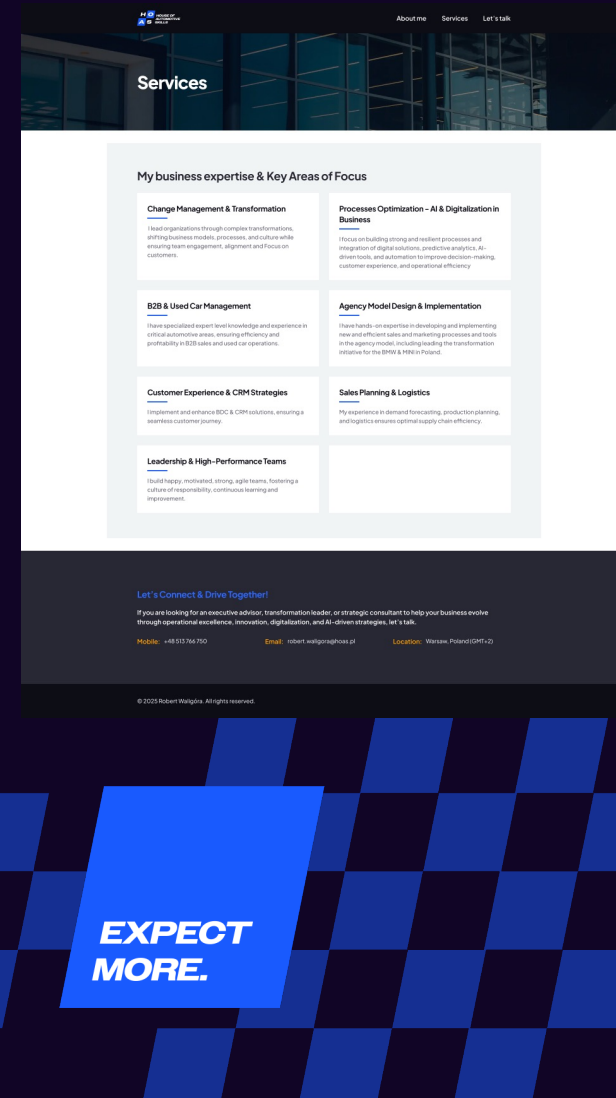 H O
A S
HOUSE OF
AUTOMOTIVE
SKILLS
About me Services Let's talk
Services
My business expertise & Key Areas of Focus
Change Management & Transformation
I lead organizations through complex transformations,
shifting business models, processes, and culture while
ensuring team engagement, alignment and Focus on
customers.
Processes Optimization - AI & Digitalization in
Business
I focus on building strong and resilient processes and
integration of digital solutions, predictive analytics, AI-
driven tools, and automation to improve decision-making,
customer experience, and operational efficiency
B2B & Used Car Management
I have specialized expert level knowledge and experience in
critical automotive areas, ensuring efficiency and
profitability in B2B sales and used car operations.
Agency Model Design & Implementation
I have hands-on expertise in developing and implementing
new and efficient sales and marketing processes and tools
in the agency model, including leading the transformation
initiative for the BMW & MINI in Poland.
Customer Experience & CRM Strategies
I implement and enhance BDC & CRM solutions, ensuring a
seamless customer journey.
Sales Planning & Logistics
My experience in demand forecasting, production planning,
and logistics ensures optimal supply chain efficiency.
Leadership & High-Performance Teams
I build happy, motivated, strong, agile teams, fostering a
culture of responsibility, continuous learning and
improvement.
Let's Connect & Drive Together!
If you are looking for an executive advisor, transformation leader, or strategic consultant to help your business evolve
through operational excellence, innovation, digitalization, and AI-driven strategies, let's talk.
Mobile: +48 513 766 750 Email: robert.waligora@hoas.pl Location: Warsaw, Poland (GMT+2)
© 2025 Robert Waligóra. All rights reserved.
EXPECT
MORE.